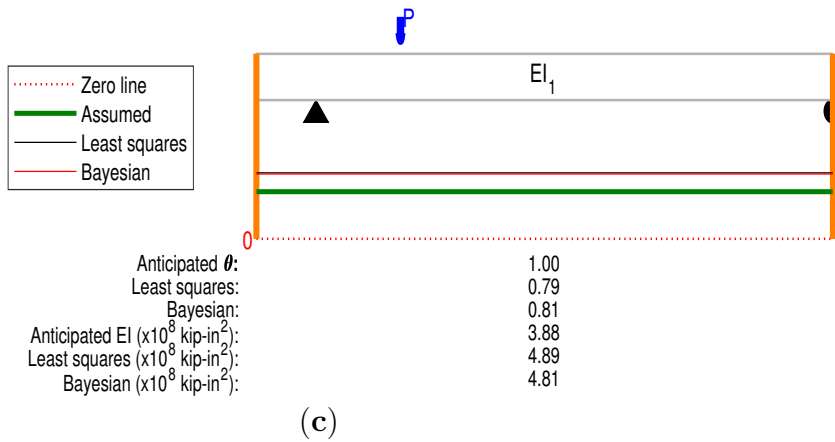 P
EI1
Zero line
Assumed
Least squares
Bayesian
0
Anticipated θ: 1.00
Least squares: 0.79
Bayesian: 0.81
Anticipated EI (x10^8 kip-in^2): 3.88
Least squares (x10^8 kip-in^2): 4.89
Bayesian (x10^8 kip-in^2): 4.81
(c)